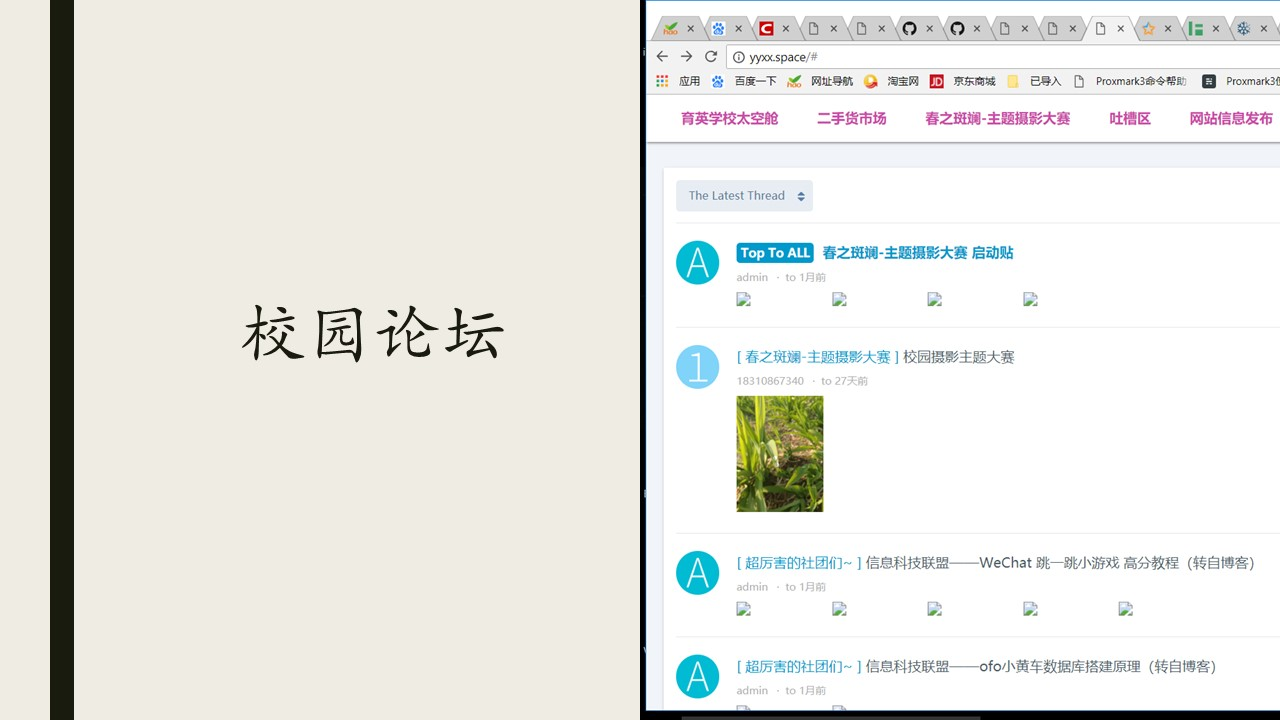 校园论坛
yyxx.space/#
应用 百度一下 网址导航 淘宝网 JD 京东商城 已导入 Proxmark3命令帮助
育英学校太空舱 二手货市场 春之斑斓-主题摄影大赛 吐槽区 网站信息发布
The Latest Thread
A Top To ALL 春之斑斓-主题摄影大赛 启动贴
admin · to 1月前
1 [ 春之斑斓-主题摄影大赛 ] 校园摄影主题大赛
18310867340 · to 27天前
A [ 超厉害的社团们~ ] 信息科技联盟——WeChat 跳一跳小游戏 高分教程（转自博客）
admin · to 1月前
A [ 超厉害的社团们~ ] 信息科技联盟——ofo小黄车数据库搭建原理（转自博客）
admin · to 1月前